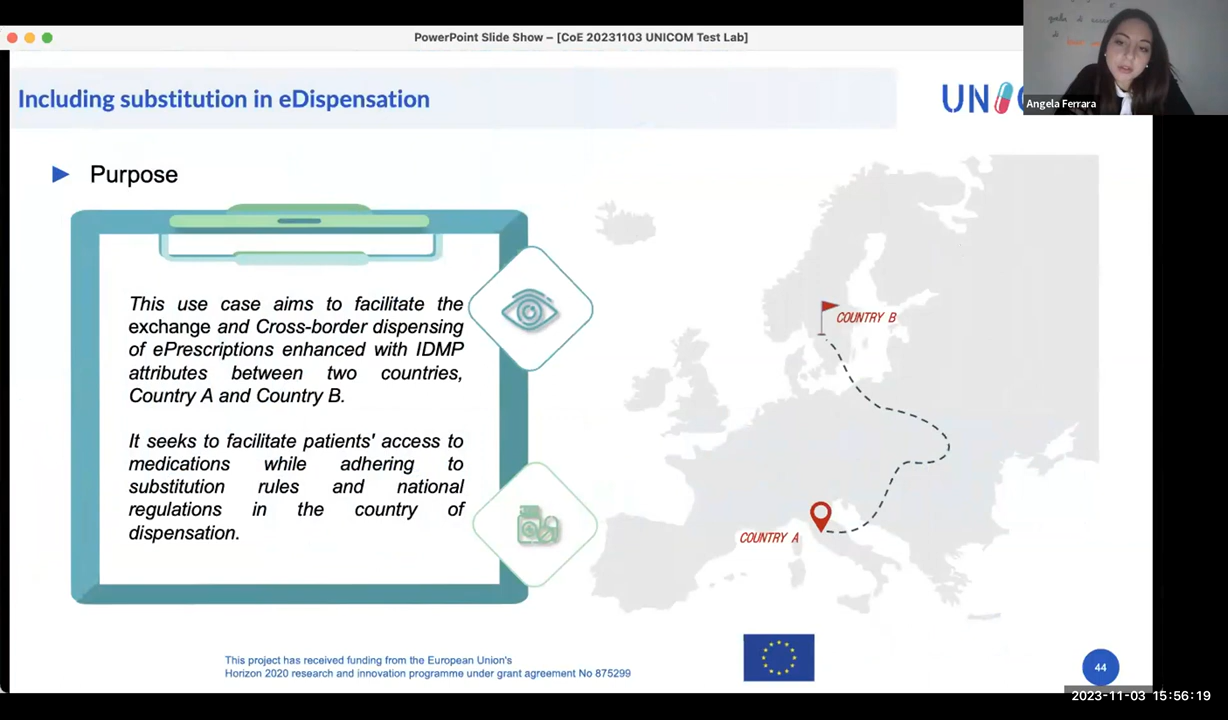 PowerPoint Slide Show – [CoE 20231103 UNICOM Test Lab]
Including substitution in eDispensation
UN
Angela Ferrara
Purpose
This use case aims to facilitate the
exchange and Cross-border dispensing
of ePrescriptions enhanced with IDMP
attributes between two countries,
Country A and Country B.
It seeks to facilitate patients' access to
medications while adhering to
substitution rules and national
regulations in the country of
dispensation.
COUNTRY B
COUNTRY A
This project has received funding from the European Union's
Horizon 2020 research and innovation programme under grant agreement No 875299
44
2023-11-03 15:56:19